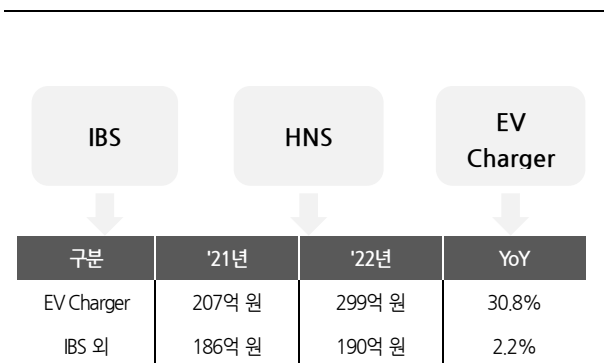 IBS
HNS
EV
Charger
구분 '21년 '22년 YoY
EV Charger 207억 원 299억 원 30.8%
IBS 외 186억 원 190억 원 2.2%